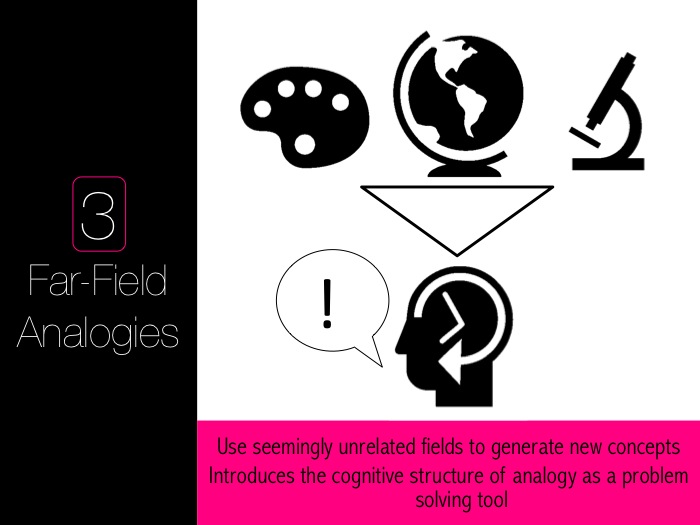 3
Far-Field
Analogies
!
Use seemingly unrelated fields to generate new concepts
Introduces the cognitive structure of analogy as a problem
solving tool